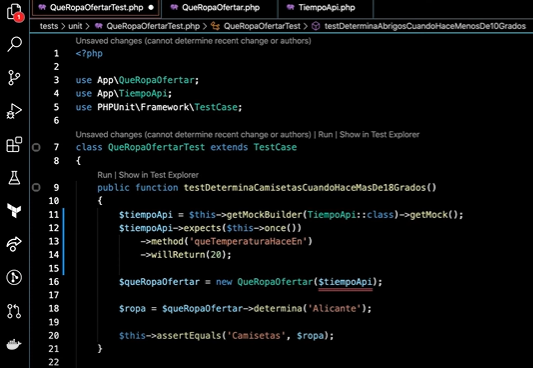 QueRopaOfertarTest.php
QueRopaOfertar.php
TiempoApi.php
tests > unit > QueRopaOfertarTest.php > QueRopaOfertarTest > testDeterminaAbrigosCuandoHaceMenosDe10Grados
1
Unsaved changes (cannot determine recent change or authors)
1 <?php
2
3 use App\QueRopaOfertar;
4 use App\TiempoApi;
5 use PHPUnit\Framework\TestCase;
6
Unsaved changes (cannot determine recent change or authors) | Run | Show in Test Explorer
7 class QueRopaOfertarTest extends TestCase
8 {
Run | Show in Test Explorer
9 public function testDeterminaCamisetasCuandoHaceMasDe18Grados()
10 {
11 $tiempoApi = $this->getMockBuilder(TiempoApi::class)->getMock();
12 $tiempoApi->expects($this->once())
13 ->method('queTemperaturaHaceEn')
14 ->willReturn(20);
15
16 $queRopaOfertar = new QueRopaOfertar($tiempoApi);
17
18 $ropa = $queRopaOfertar->determina('Alicante');
19
20 $this->assertEquals('Camisetas', $ropa);
21 }
22